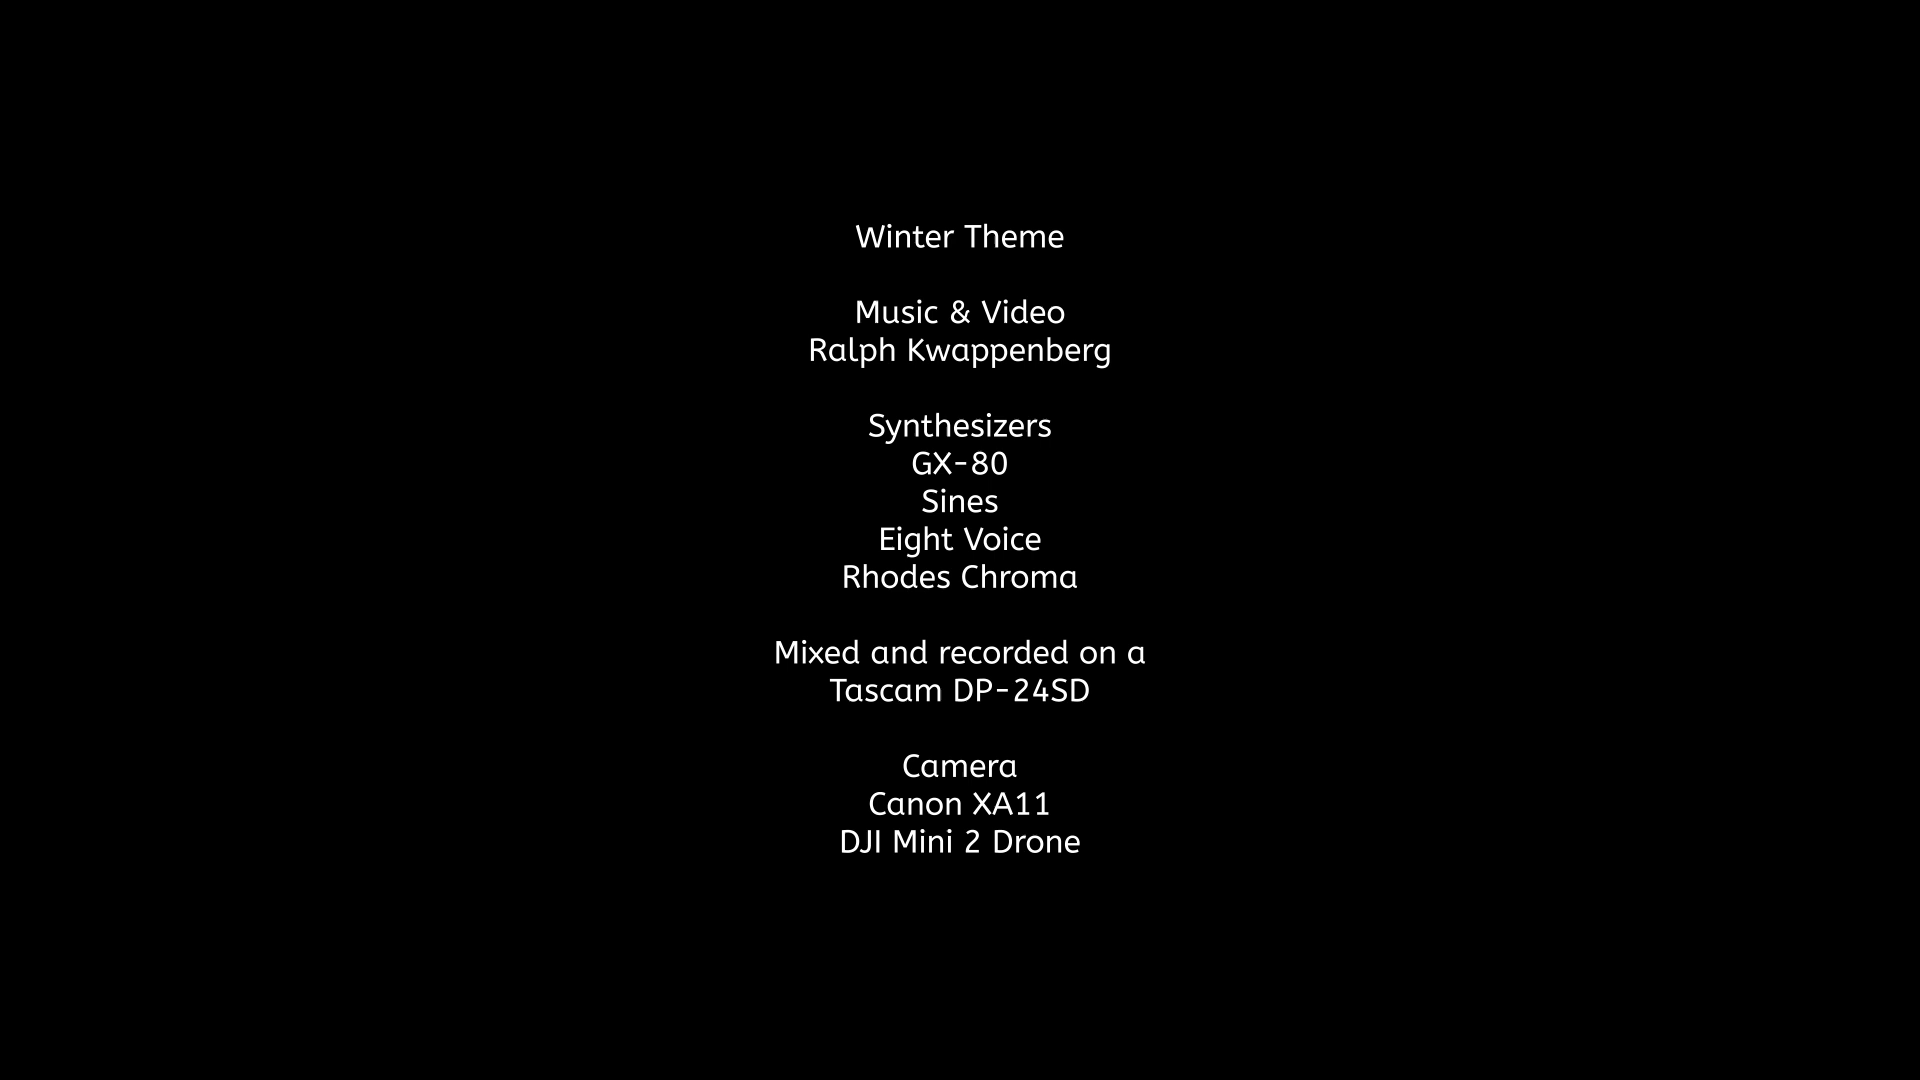 Winter Theme
Music & Video
Ralph Kwappenberg
Synthesizers
GX-80
Sines
Eight Voice
Rhodes Chroma
Mixed and recorded on a
Tascam DP-24SD
Camera
Canon XA11
DJI Mini 2 Drone